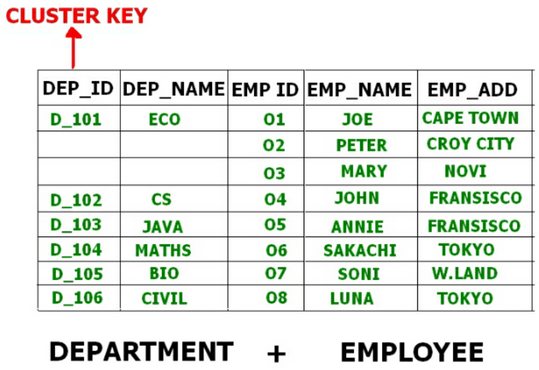 CLUSTER KEY
DEP_ID DEP_NAME EMP ID EMP_NAME EMP_ADD
D_101 ECO 01 JOE CAPE TOWN
02 PETER CROY CITY
03 MARY NOVI
D_102 CS 04 JOHN FRANSISCO
D_103 JAVA 05 ANNIE FRANSISCO
D_104 MATHS 06 SAKACHI TOKYO
D_105 BIO 07 SONI W.LAND
D_106 CIVIL 08 LUNA TOKYO
DEPARTMENT + EMPLOYEE